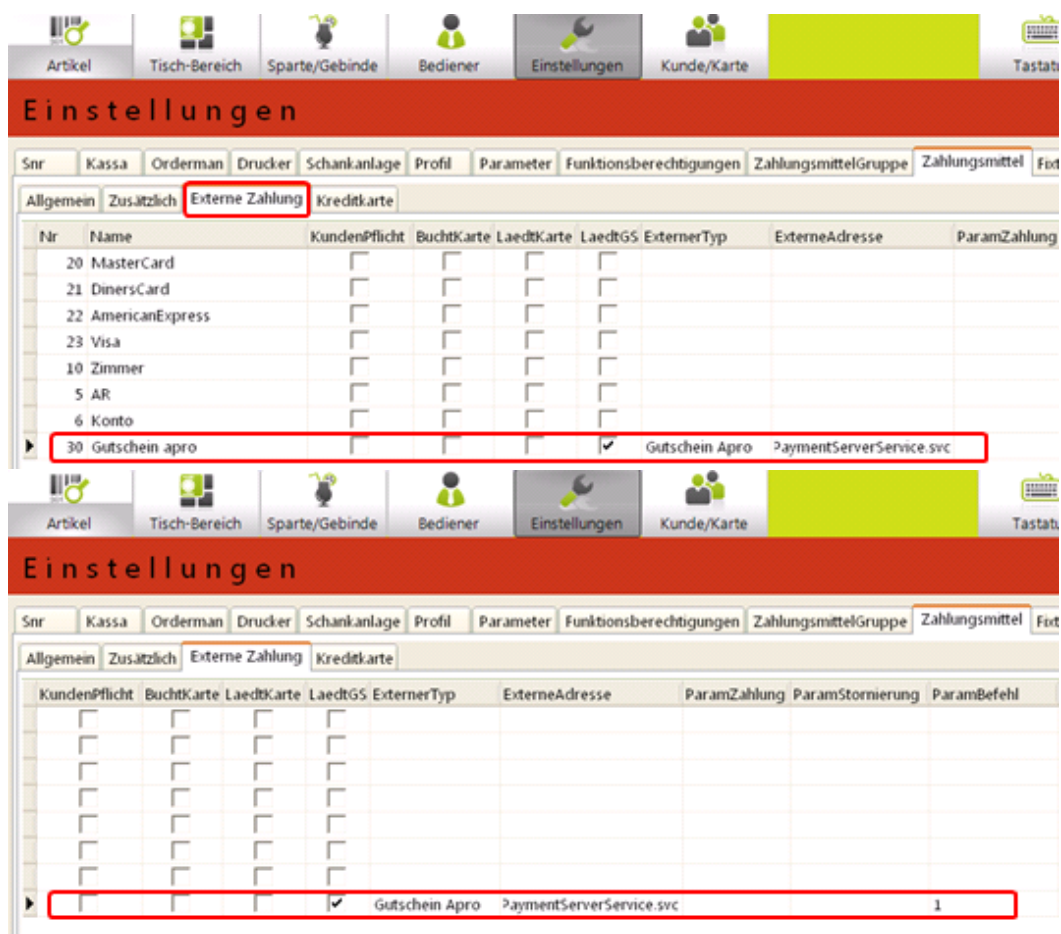 Artikel Tisch-Bereich Sparte/Gebinde Bediener Einstellungen Kunde/Karte Tastatu
Einstellungen
Snr Kassa Orderman Drucker Schankanlage Profil Parameter Funktionsberechtigungen ZahlungsmittelGruppe Zahlungsmittel Fixt
Allgemein Zusätzlich Externe Zahlung Kreditkarte
Nr Name KundenPflicht BuchtKarte LaedtKarte LaedtGS ExternerTyp ExterneAdresse ParamZahlung
20 MasterCard
21 DinersCard
22 AmericanExpress
23 Visa
10 Zimmer
5 AR
6 Konto
30 Gutschein apro Gutschein Apro PaymentServerService.svc
Artikel Tisch-Bereich Sparte/Gebinde Bediener Einstellungen Kunde/Karte Tastatu
Einstellungen
Snr Kassa Orderman Drucker Schankanlage Profil Parameter Funktionsberechtigungen ZahlungsmittelGruppe Zahlungsmittel Fixt
Allgemein Zusätzlich Externe Zahlung Kreditkarte
KundenPflicht BuchtKarte LaedtKarte LaedtGS ExternerTyp ExterneAdresse ParamZahlung ParamStornierung ParamBefehl
Gutschein Apro PaymentServerService.svc 1